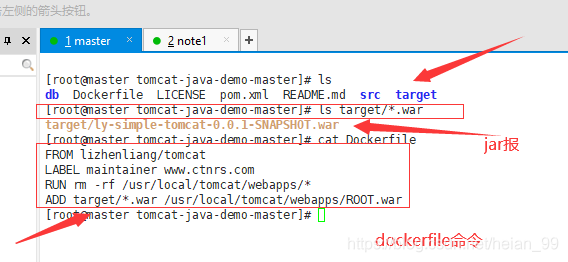 击左侧的箭头按钮。
1 master
2 note1
[root@master tomcat-java-demo-master]# ls
db Dockerfile LICENSE pom.xml README.md src target
[root@master tomcat-java-demo-master]# ls target/*.war
target/ly-simple-tomcat-0.0.1-SNAPSHOT.war
[root@master tomcat-java-demo-master]# cat Dockerfile
jar报
FROM lizhenliang/tomcat
LABEL maintainer www.ctnrs.com
RUN rm -rf /usr/local/tomcat/webapps/*
ADD target/*.war /usr/local/tomcat/webapps/ROOT.war
[root@master tomcat-java-demo-master]#
dockerfile命令